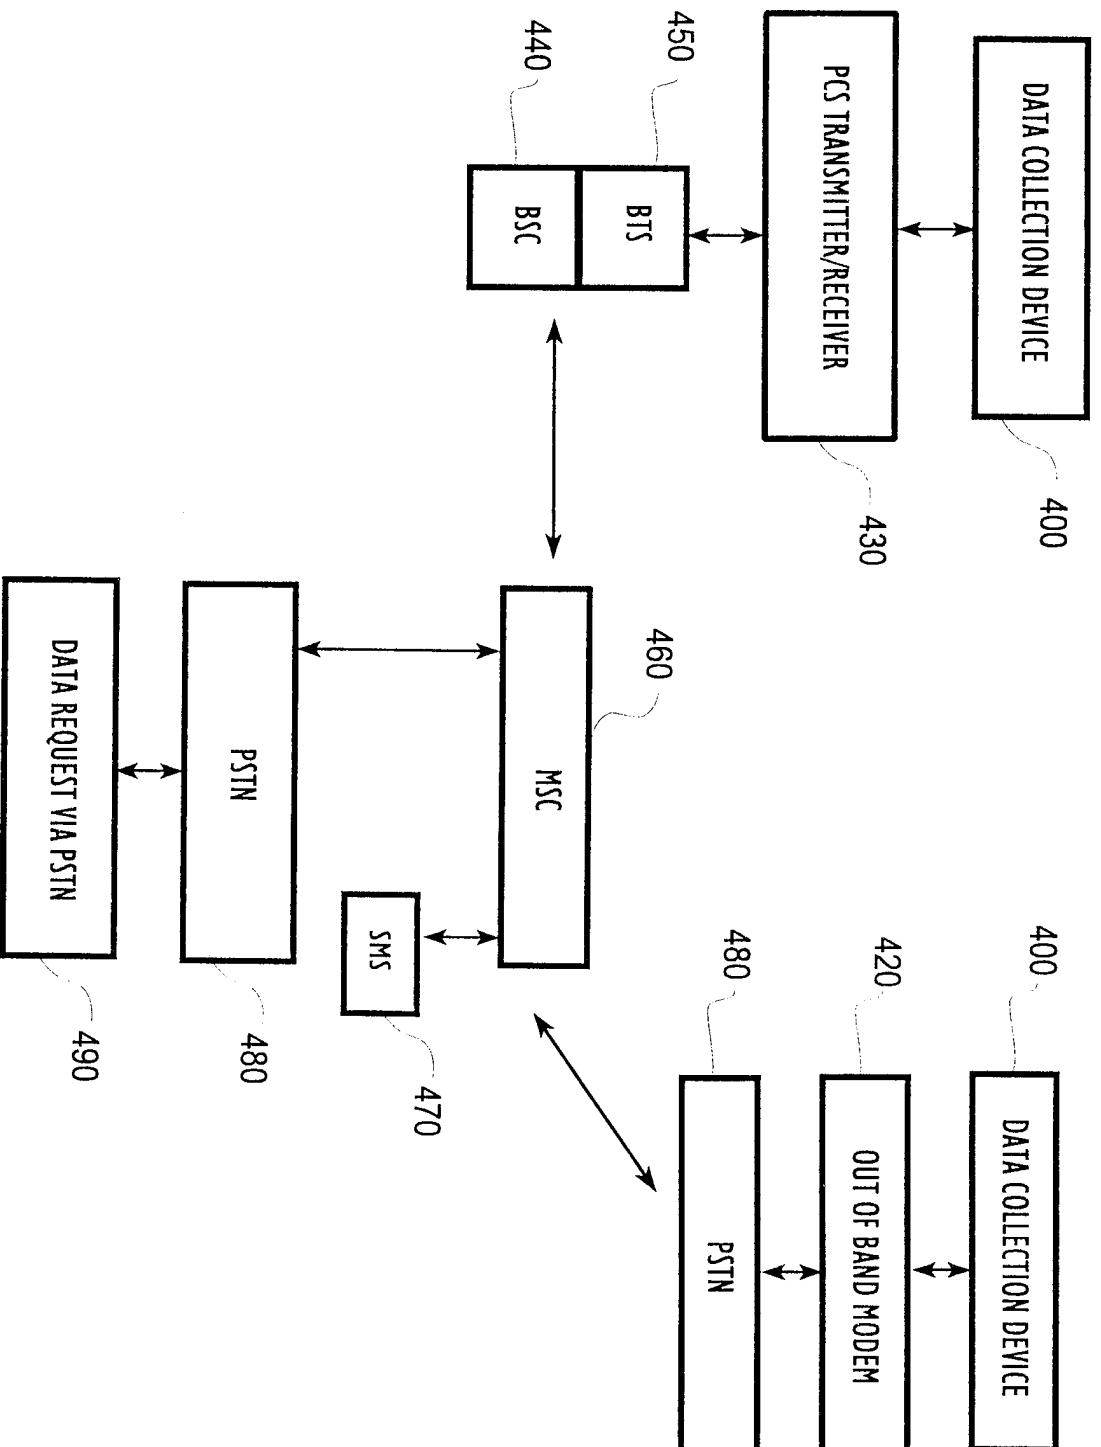 DATA COLLECTION DEVICE
400
PCS TRANSMITTER/RECEIVER
430
450
BTS
440
BSC
460
MSC
SMS
470
PSTN
480
DATA REQUEST VIA PSTN
490
400
DATA COLLECTION DEVICE
420
OUT OF BAND MODEM
480
PSTN